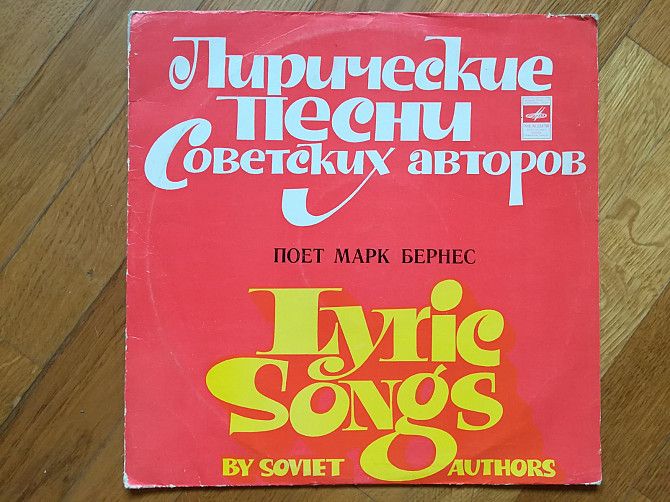 Лирические
песни
Советских авторов
ПОЕТ МАРК БЕРНЕС
Lyric
Songs
BY SOVIET AUTHORS